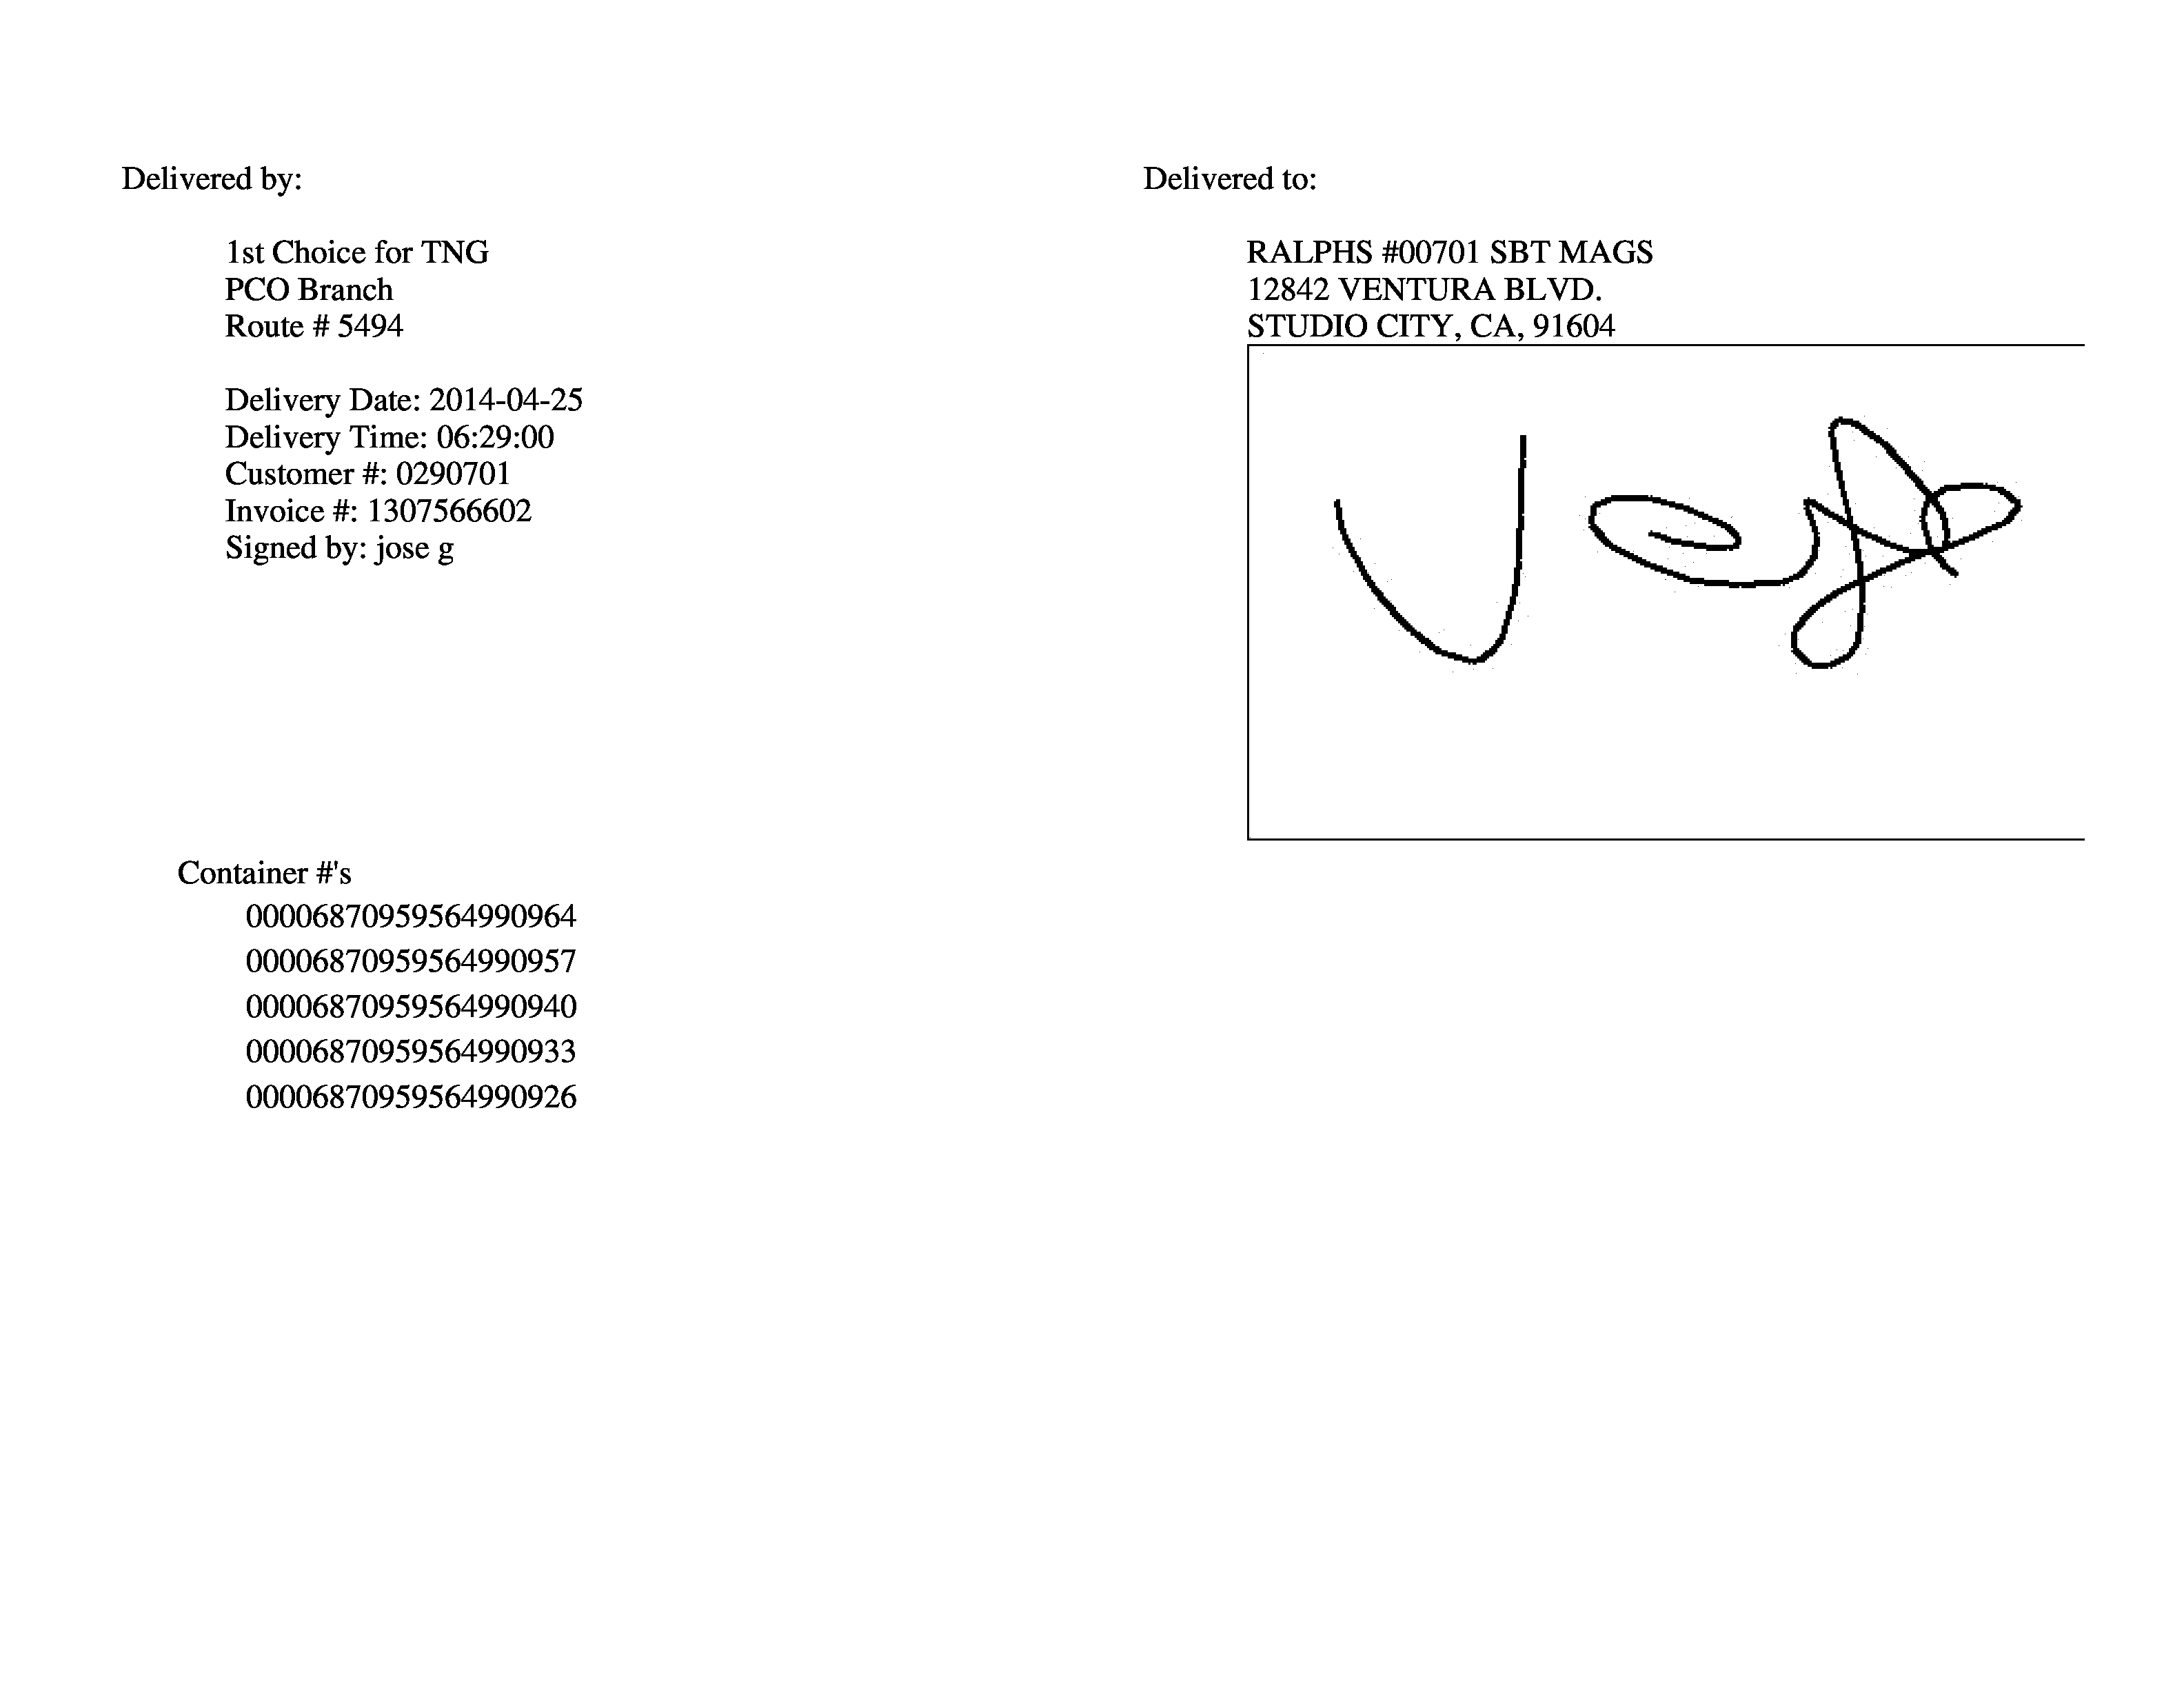 Delivered by:
1st Choice for TNG
PCO Branch
Route # 5494
Delivery Date: 2014-04-25
Delivery Time: 06:29:00
Customer #: 0290701
Invoice #: 1307566602
Signed by: jose g
Delivered to:
RALPHS #00701 SBT MAGS
12842 VENTURA BLVD.
STUDIO CITY, CA, 91604
Container #'s
00006870959564990964
00006870959564990957
00006870959564990940
00006870959564990933
00006870959564990926